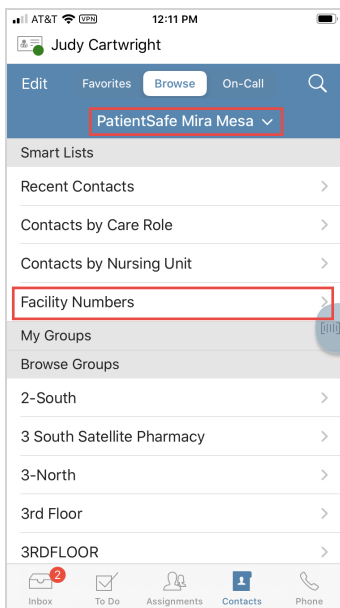 AT&T VPN 12:11 PM
Judy Cartwright
Edit Favorites Browse On-Call
PatientSafe Mira Mesa
Smart Lists
Recent Contacts
Contacts by Care Role
Contacts by Nursing Unit
Facility Numbers
My Groups
Browse Groups
2-South
3 South Satellite Pharmacy
3-North
3rd Floor
3RDFLOOR
2
Inbox To Do Assignments Contacts Phone